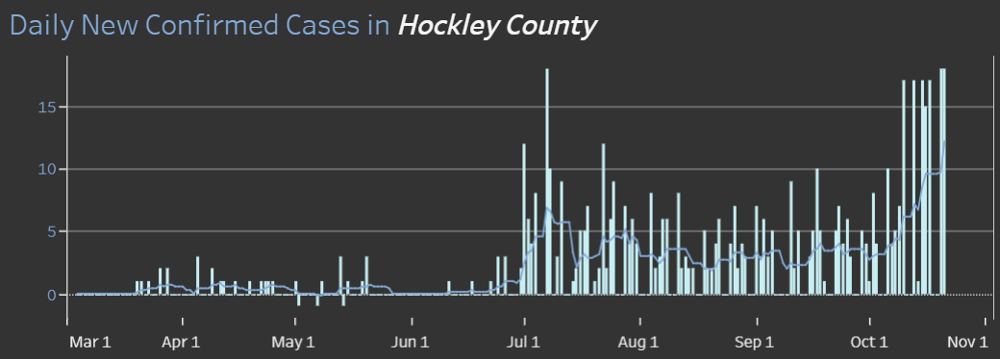 Daily New Confirmed Cases in Hockley County
15
10
5
0
Mar 1 Apr 1 May 1 Jun 1 Jul 1 Aug 1 Sep 1 Oct 1 Nov 1